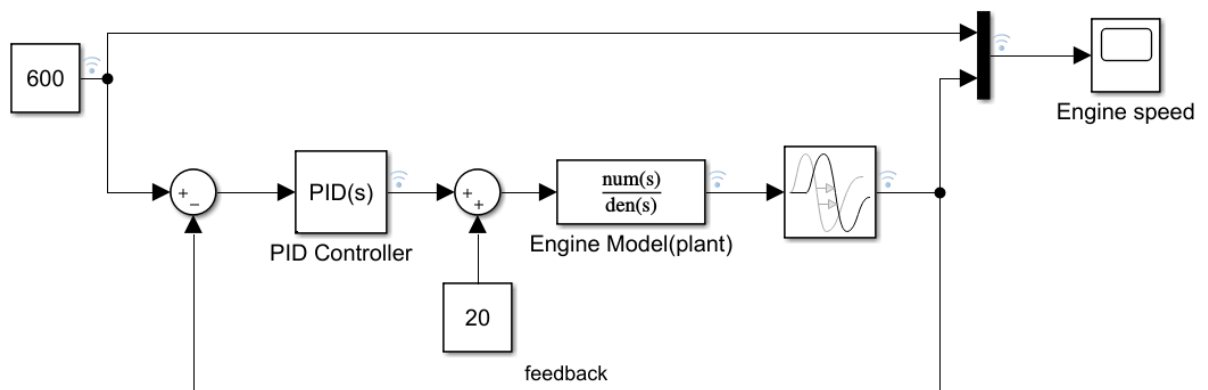 600
Engine speed
+
−
PID(s)
PID Controller
+
+
num(s)
den(s)
Engine Model(plant)
20
feedback